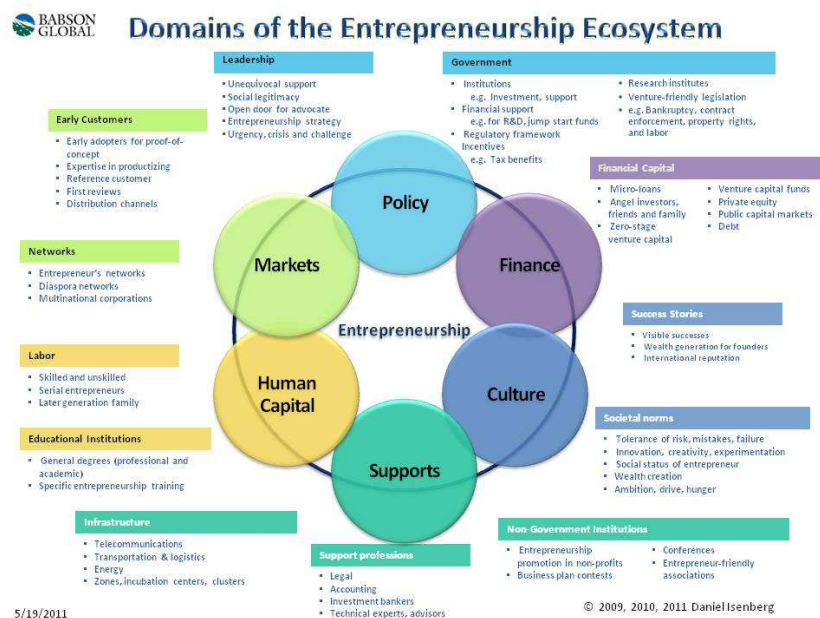 BABSON
GLOBAL
Domains of the Entrepreneurship Ecosystem
Leadership
▪ Unequivocal support
▪ Social legitimacy
▪ Open door for advocate
▪ Entrepreneurship strategy
▪ Urgency, crisis and challenge
Government
▪ Institutions
e.g. Investment, support
▪ Financial support
e.g. for R&D, jump start funds
▪ Regulatory framework
Incentives
e.g. Tax benefits
▪ Research institutes
▪ Venture-friendly legislation
▪ e.g. Bankruptcy, contract
enforcement, property rights,
and labor
Early Customers
▪ Early adopters for proof-of-
concept
▪ Expertise in productizing
▪ Reference customer
▪ First reviews
▪ Distribution channels
Financial Capital
▪ Micro-loans
▪ Angel investors,
friends and family
▪ Zero-stage
venture capital
▪ Venture capital funds
▪ Private equity
▪ Public capital markets
▪ Debt
Policy
Markets
Finance
Networks
▪ Entrepreneur's networks
▪ Diaspora networks
▪ Multinational corporations
Entrepreneurship
Success Stories
▪ Visible successes
▪ Wealth generation for founders
▪ International reputation
Labor
▪ Skilled and unskilled
▪ Serial entrepreneurs
▪ Later generation family
Human
Capital
Culture
Educational Institutions
▪ General degrees (professional and
academic)
▪ Specific entrepreneurship training
Societal norms
▪ Tolerance of risk, mistakes, failure
▪ Innovation, creativity, experimentation
▪ Social status of entrepreneur
▪ Wealth creation
▪ Ambition, drive, hunger
Supports
Infrastructure
▪ Telecommunications
▪ Transportation & logistics
▪ Energy
▪ Zones, incubation centers, clusters
Support professions
▪ Legal
▪ Accounting
▪ Investment bankers
▪ Technical experts, advisors
Non-Government Institutions
▪ Entrepreneurship
promotion in non-profits
▪ Business plan contests
▪ Conferences
▪ Entrepreneur-friendly
associations
5/19/2011
© 2009, 2010, 2011 Daniel Isenberg